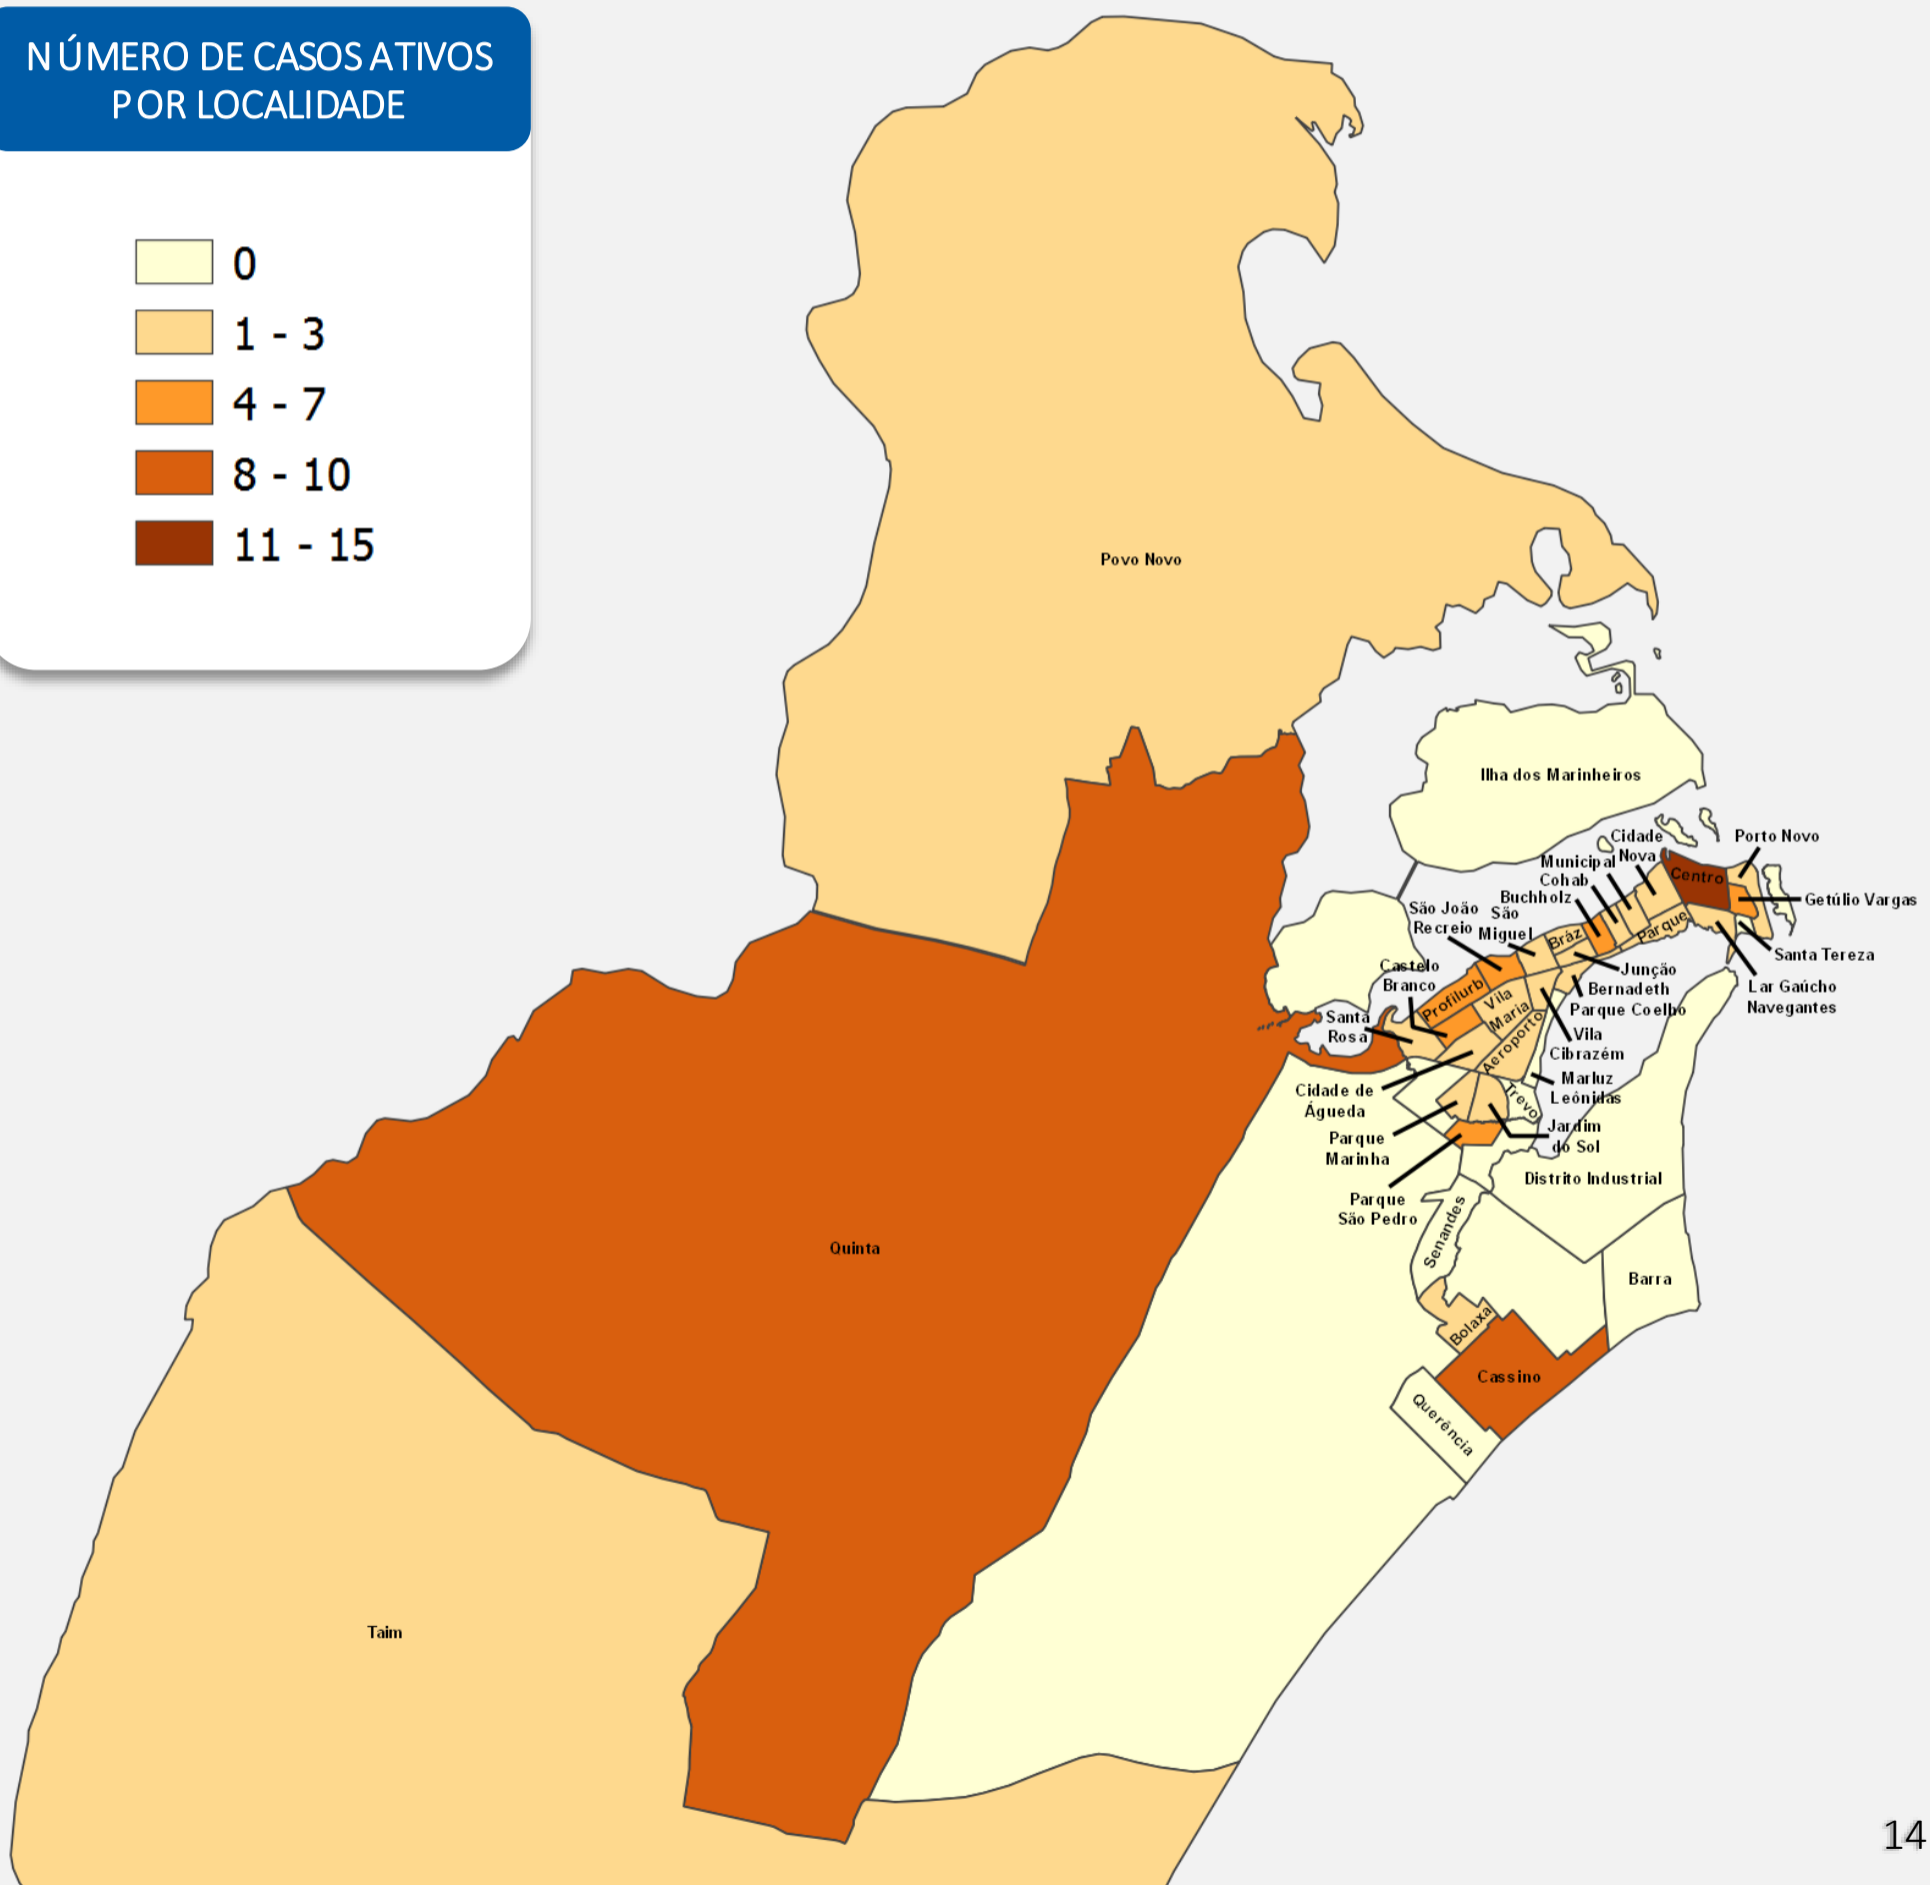 NÚMERO DE CASOS ATIVOS
POR LOCALIDADE
0
1 - 3
4 - 7
8 - 10
11 - 15
Povo Novo
Ilha dos Marinheiros
Cidade
Nova
Porto Novo
Municipal
Cohab
Buchholz
Centro
Getúlio Vargas
São João
Recreio
São
Miguel
Bráz
Parque
Santa Tereza
Castelo
Branco
Junção
Bernadeth
Parque Coelho
Lar Gaúcho
Navegantes
Profilurb
Vila
Maria
Santa
Rosa
Aeroporto
Vila
Cibrazém
Cidade de
Águeda
Marluz
Leônidas
Trevo
Parque
Marinha
Jardim
do Sol
Distrito Industrial
Parque
São Pedro
Senandes
Quinta
Barra
Bolaxa
Cassino
Querência
Taim
14